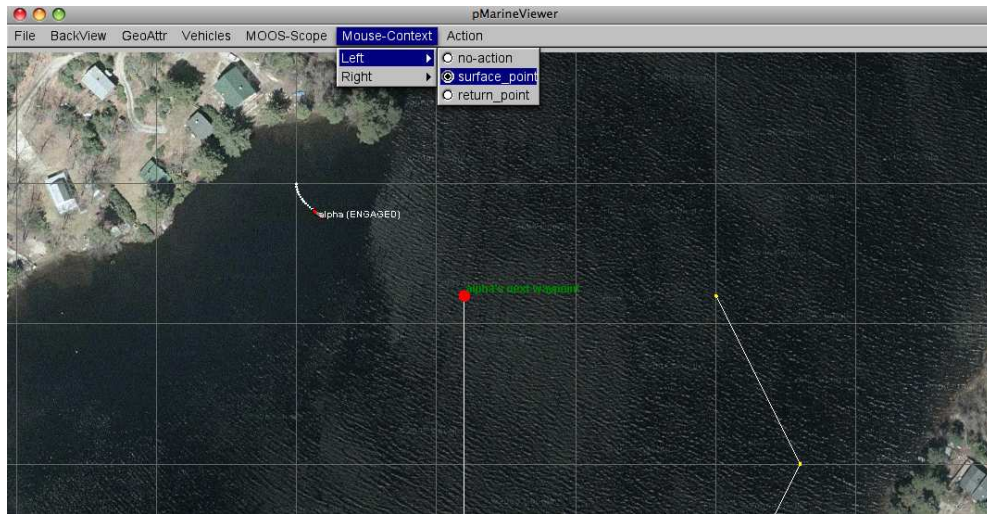 pMarineViewer
File BackView GeoAttr Vehicles MOOS-Scope Mouse-Context Action
Left
Right
no-action
surface_point
return_point
alpha (ENGAGED)
alpha's next waypoint